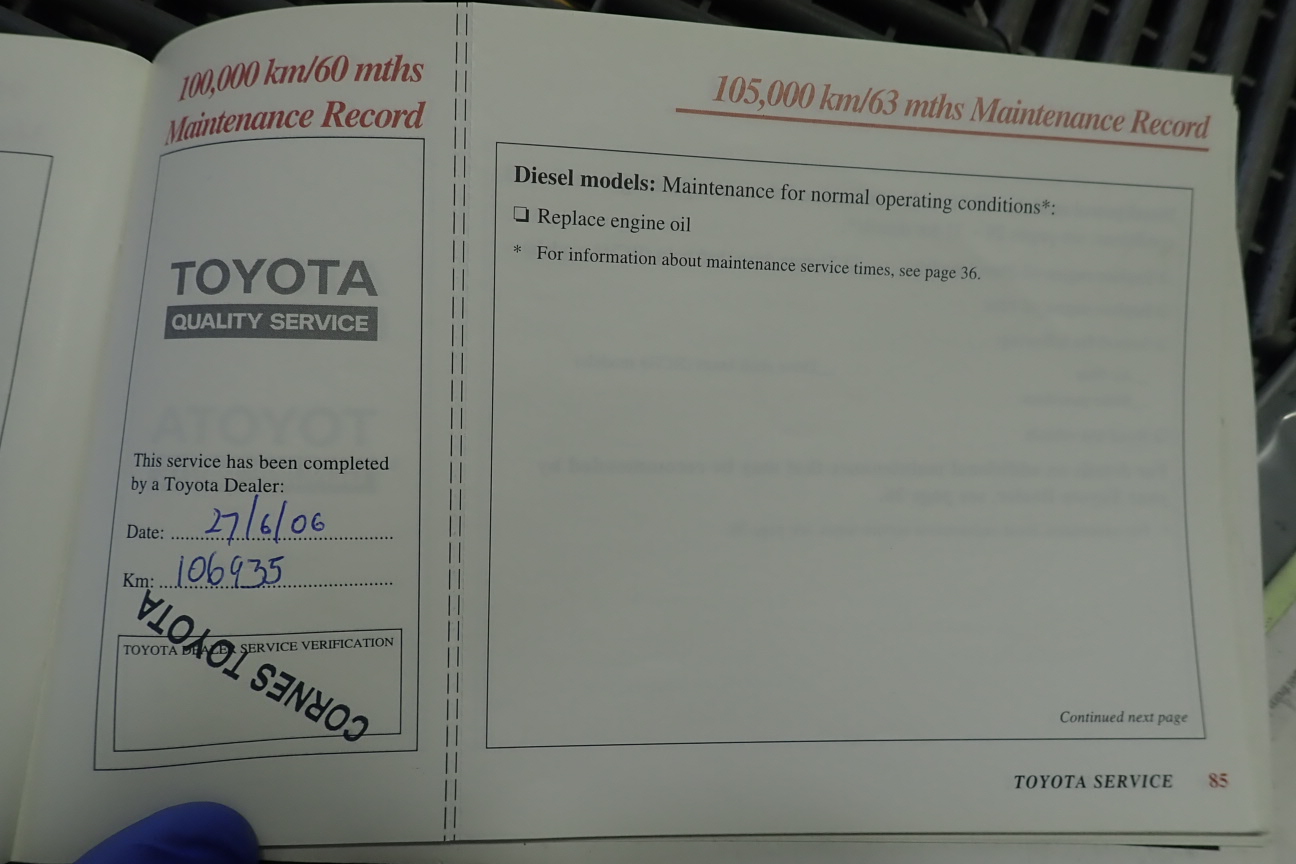 100,000 km/60 mths
Maintenance Record
TOYOTA
QUALITY SERVICE
This service has been completed
by a Toyota Dealer:
Date: 27/6/06
Km: 106935
TOYOTA DEALER SERVICE VERIFICATION
CORNES TOYOTA
105,000 km/63 mths Maintenance Record
Diesel models: Maintenance for normal operating conditions*:
❑ Replace engine oil
* For information about maintenance service times, see page 36.
Continued next page
TOYOTA SERVICE 85